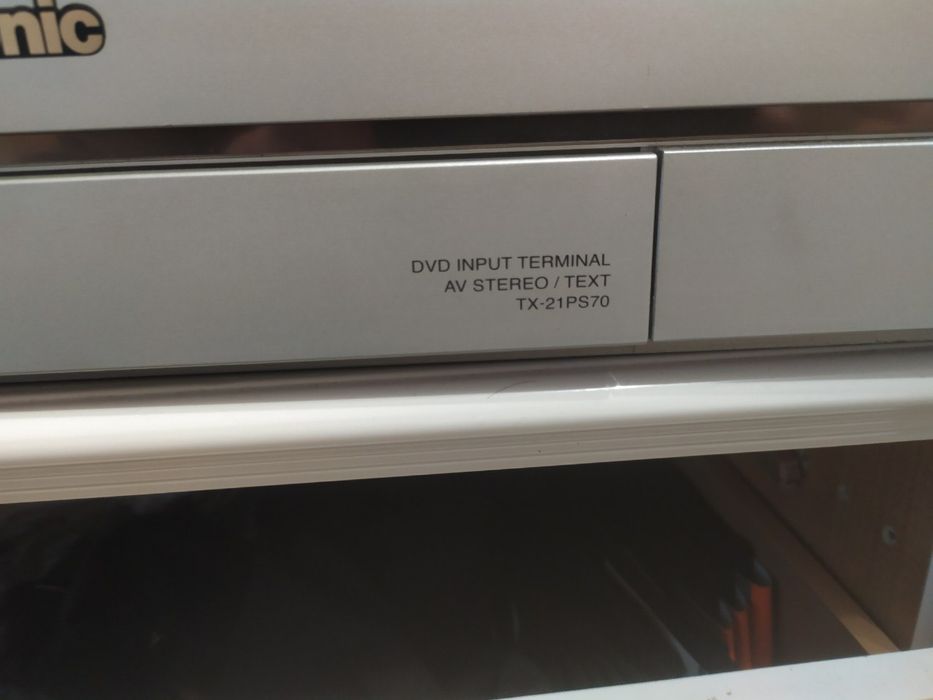 nic
DVD INPUT TERMINAL
AV STEREO / TEXT
TX-21PS70